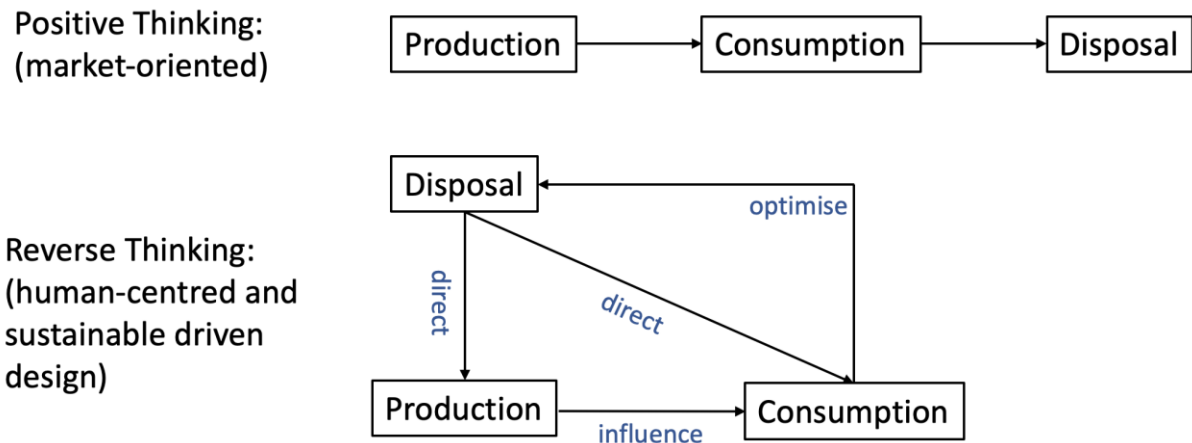 Positive Thinking:
(market-oriented)
Production
Consumption
Disposal
Reverse Thinking:
(human-centred and
sustainable driven
design)
Disposal
optimise
direct
direct
Production
influence
Consumption